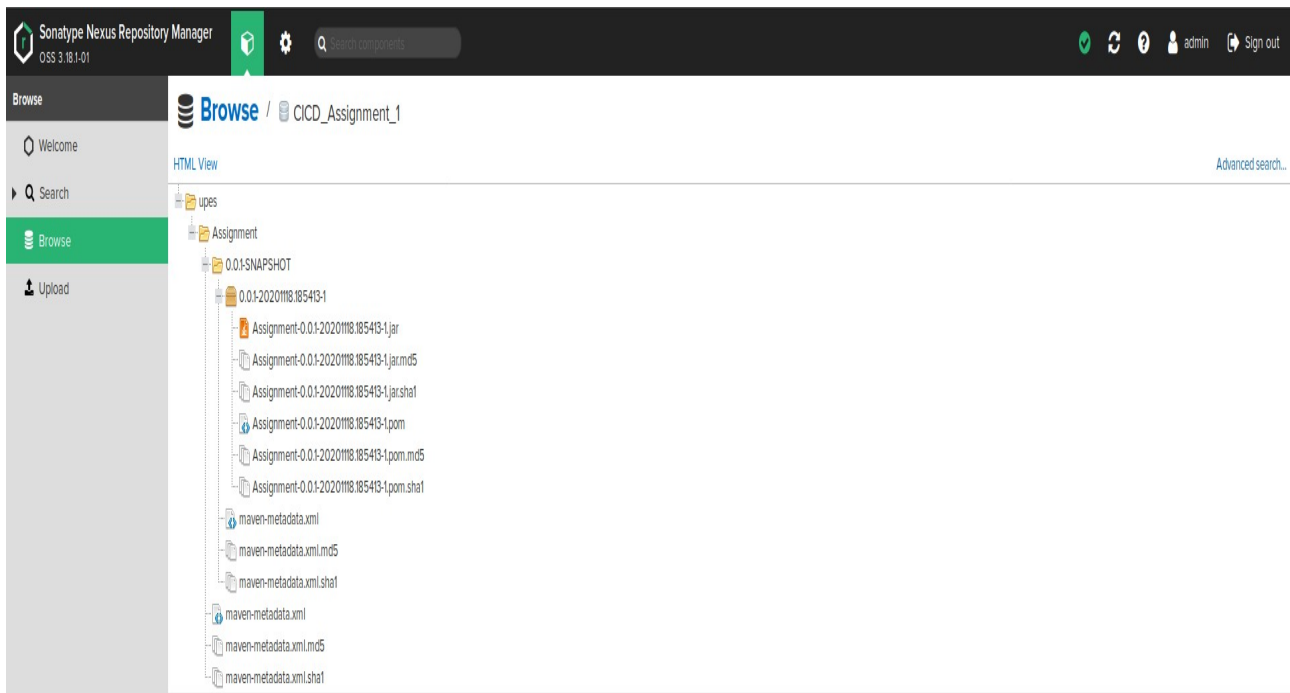 Sonatype Nexus Repository Manager
OSS 3.18.1-01
Search components
admin
Sign out
Browse
Welcome
Search
Browse
Upload
Browse / CICD_Assignment_1
HTML View
Advanced search...
upes
Assignment
0.0.1-SNAPSHOT
0.0.1-20201118.185413-1
Assignment-0.0.1-20201118.185413-1.jar
Assignment-0.0.1-20201118.185413-1.jar.md5
Assignment-0.0.1-20201118.185413-1.jar.sha1
Assignment-0.0.1-20201118.185413-1.pom
Assignment-0.0.1-20201118.185413-1.pom.md5
Assignment-0.0.1-20201118.185413-1.pom.sha1
maven-metadata.xml
maven-metadata.xml.md5
maven-metadata.xml.sha1
maven-metadata.xml
maven-metadata.xml.md5
maven-metadata.xml.sha1